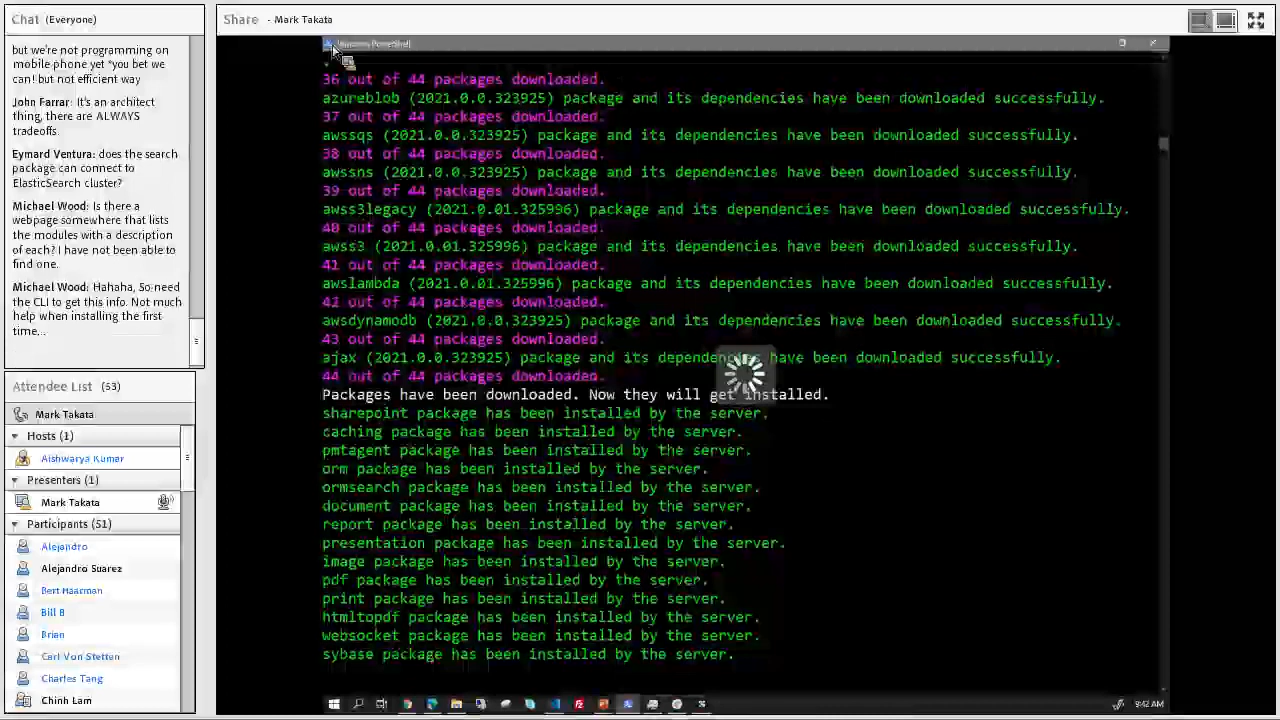 Chat (Everyone)
but we're not programming on
mobile phone yet *you bet we
can! but not efficient way
John Farrar: It's an architect
thing, there are ALWAYS
tradeoffs.
Eymard Ventura: does the search
package can connect to
ElasticSearch cluster?
Michael Wood: Is there a
webpage somewhere that lists
the modules with a description
of each? I have not been able to
find one.
Michael Wood: Hahaha, So need
the CLI to get this info. Not much
help when installing the first
time...
Attendee List (53)
Mark Takata
Hosts (1)
Aishwarya Kumar
Presenters (1)
Mark Takata
Participants (51)
Alejandro
Alejandro Suarez
Bert Haarman
Bill B
Brian
Carl Von Stetten
Charles Tang
Chinh Lam
Share - Mark Takata
Windows PowerShell
36 out of 44 packages downloaded.
azureblob (2021.0.0.323925) package and its dependencies have been downloaded successfully.
37 out of 44 packages downloaded.
awssqs (2021.0.0.323925) package and its dependencies have been downloaded successfully.
38 out of 44 packages downloaded.
awssns (2021.0.0.323925) package and its dependencies have been downloaded successfully.
39 out of 44 packages downloaded.
awss3legacy (2021.0.01.325996) package and its dependencies have been downloaded successfully.
40 out of 44 packages downloaded.
awss3 (2021.0.01.325996) package and its dependencies have been downloaded successfully.
41 out of 44 packages downloaded.
awslambda (2021.0.01.325996) package and its dependencies have been downloaded successfully.
42 out of 44 packages downloaded.
awsdynamodb (2021.0.0.323925) package and its dependencies have been downloaded successfully.
43 out of 44 packages downloaded.
ajax (2021.0.0.323925) package and its dependencies have been downloaded successfully.
44 out of 44 packages downloaded.
Packages have been downloaded. Now they will get installed.
sharepoint package has been installed by the server.
caching package has been installed by the server.
pmtagent package has been installed by the server.
orm package has been installed by the server.
ormsearch package has been installed by the server.
document package has been installed by the server.
report package has been installed by the server.
presentation package has been installed by the server.
image package has been installed by the server.
pdf package has been installed by the server.
print package has been installed by the server.
htmltopdf package has been installed by the server.
websocket package has been installed by the server.
sybase package has been installed by the server.
9:42 AM